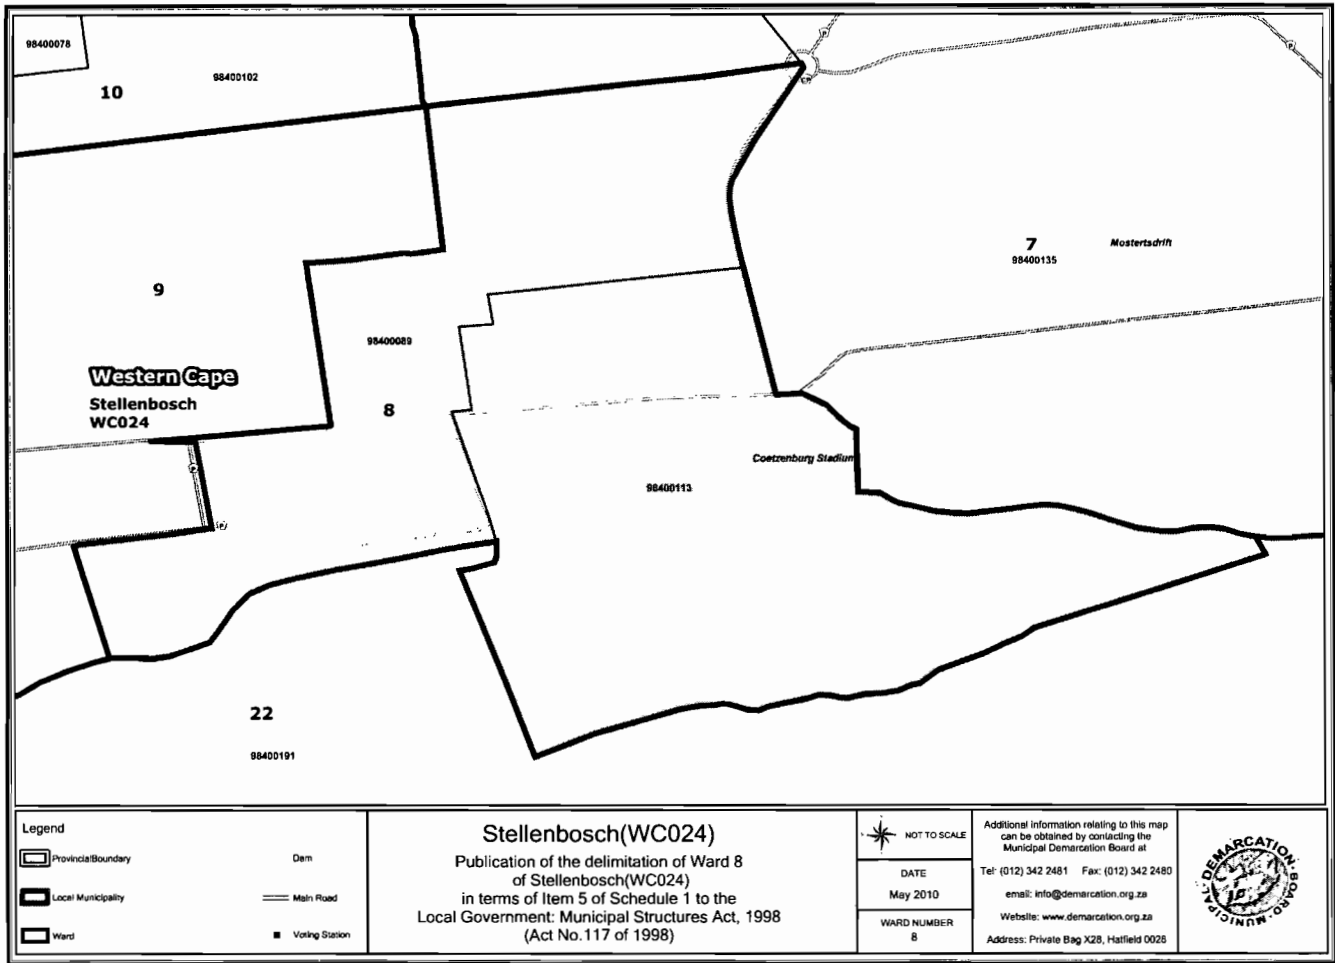 98400078
98400102
10
7
Mostertsdrift
98400135
9
98400089
Western Cape
Stellenbosch
WC024
8
Coetzenburg Stadium
98400113
22
98400191
Legend
ProvincialBoundary
Dam
Local Municipality
Main Road
Ward
Voting Station
Stellenbosch(WC024)
Publication of the delimitation of Ward 8
of Stellenbosch(WC024)
in terms of Item 5 of Schedule 1 to the
Local Government: Municipal Structures Act, 1998
(Act No.117 of 1998)
NOT TO SCALE
DATE
May 2010
WARD NUMBER
8
Additional information relating to this map
can be obtained by contacting the
Municipal Demarcation Board at
Tel: (012) 342 2481 Fax: (012) 342 2480
email: info@demarcation.org.za
Website: www.demarcation.org.za
Address: Private Bag X28, Hatfield 0028
MUNICIPAL DEMARCATION BOARD